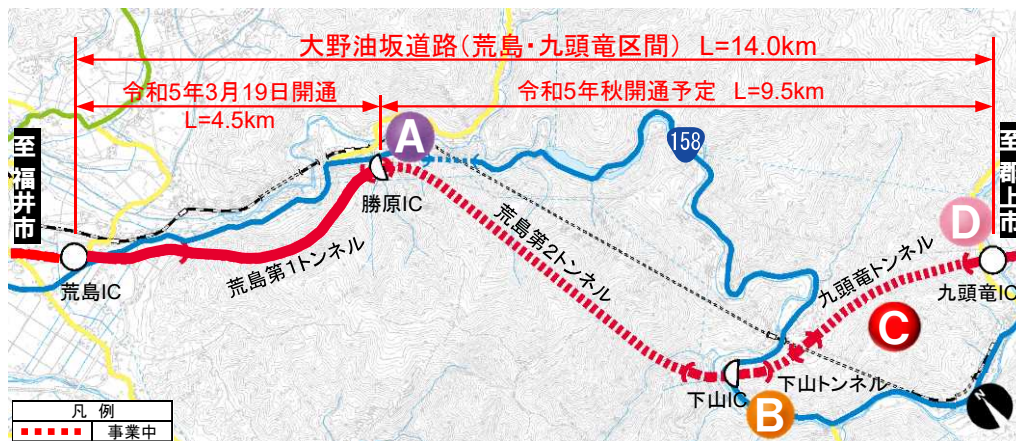 大野油坂道路(荒島・九頭竜区間) L=14.0km
令和5年3月19日開通
L=4.5km
令和5年秋開通予定 L=9.5km
至 福井市
至 郡上市
A
158
勝原IC
荒島第1トンネル
荒島第2トンネル
荒島IC
D
九頭竜トンネル
九頭竜IC
C
下山トンネル
下山IC
B
凡 例
事業中